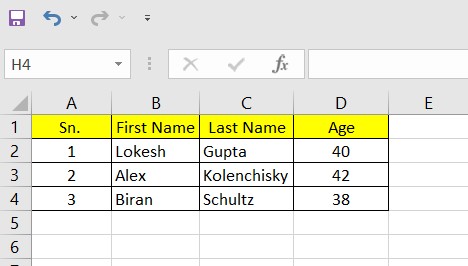 H4 fx
A B C D E
1 Sn. First Name Last Name Age
2 1 Lokesh Gupta 40
3 2 Alex Kolenchisky 42
4 3 Biran Schultz 38
5
6